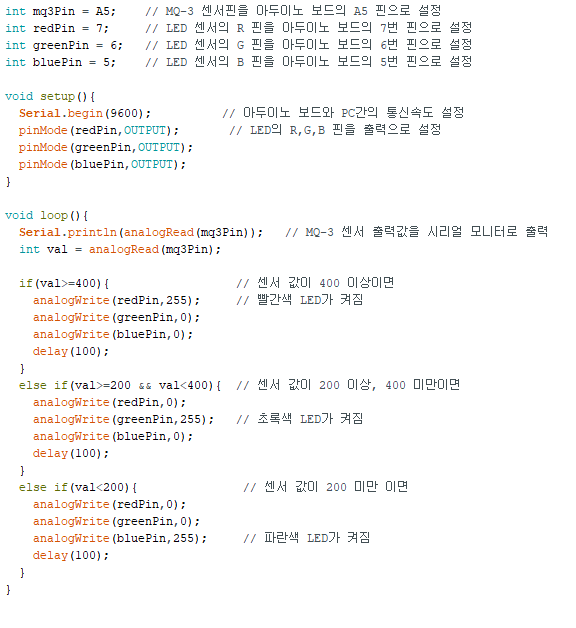 int mq3Pin = A5;    // MQ-3 센서핀을 아두이노 보드의 A5 핀으로 설정
int redPin = 7;     // LED 센서의 R 핀을 아두이노 보드의 7번 핀으로 설정
int greenPin = 6;   // LED 센서의 G 핀을 아두이노 보드의 6번 핀으로 설정
int bluePin = 5;    // LED 센서의 B 핀을 아두이노 보드의 5번 핀으로 설정

void setup(){
  Serial.begin(9600);          // 아두이노 보드와 PC간의 통신속도 설정
  pinMode(redPin,OUTPUT);       // LED의 R,G,B 핀을 출력으로 설정
  pinMode(greenPin,OUTPUT);
  pinMode(bluePin,OUTPUT);
}

void loop(){
  Serial.println(analogRead(mq3Pin));   // MQ-3 센서 출력값을 시리얼 모니터로 출력
  int val = analogRead(mq3Pin);

  if(val>=400){                  // 센서 값이 400 이상이면
    analogWrite(redPin,255);     // 빨간색 LED가 켜짐
    analogWrite(greenPin,0);
    analogWrite(bluePin,0);
    delay(100);
  }
  else if(val>=200 && val<400){  // 센서 값이 200 이상, 400 미만이면
    analogWrite(redPin,0);
    analogWrite(greenPin,255);   // 초록색 LED가 켜짐
    analogWrite(bluePin,0);
    delay(100);
  }
  else if(val<200){               // 센서 값이 200 미만 이면
    analogWrite(redPin,0);
    analogWrite(greenPin,0);
    analogWrite(bluePin,255);     // 파란색 LED가 켜짐
    delay(100);
  }
}